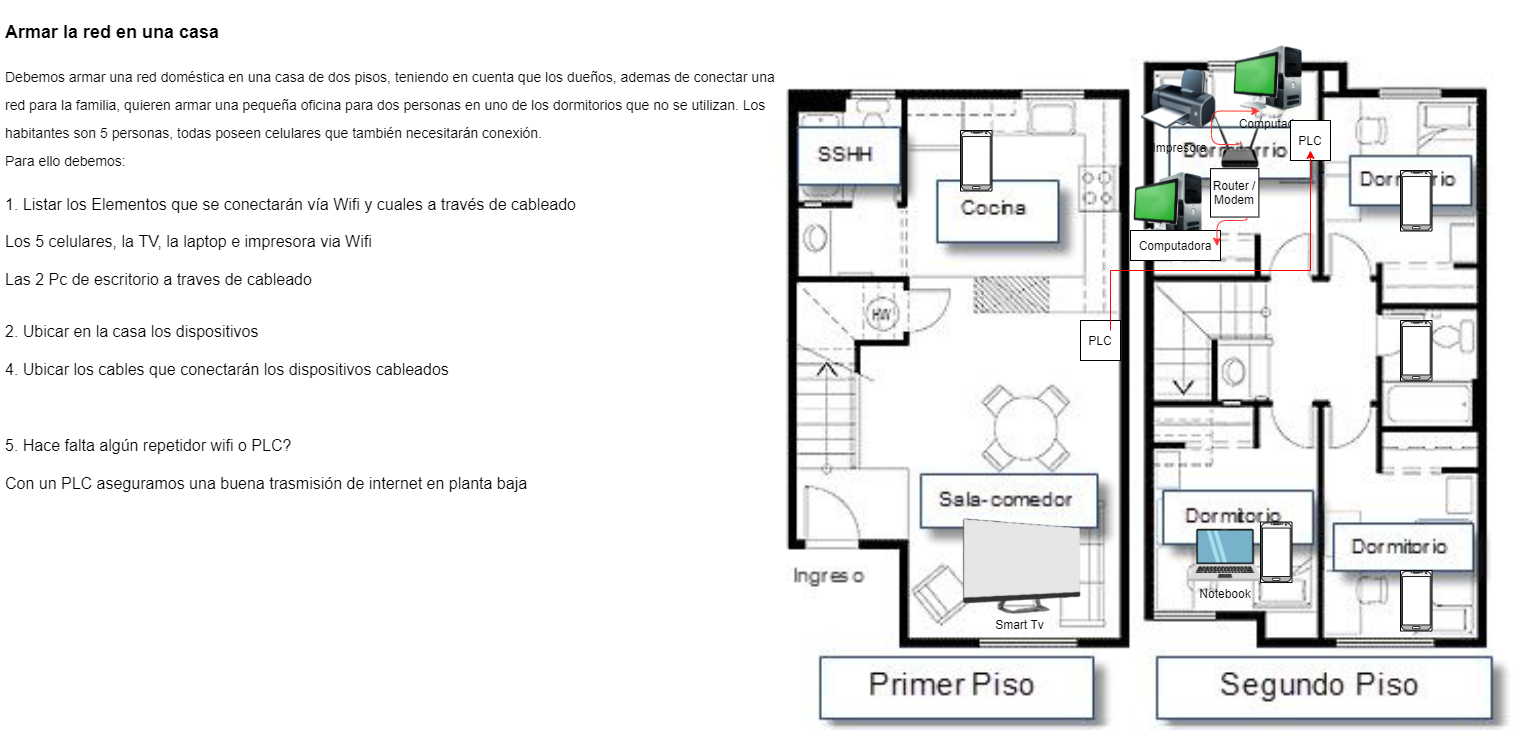 Armar la red en una casa
Debemos armar una red doméstica en una casa de dos pisos, teniendo en cuenta que los dueños, ademas de conectar una
red para la familia, quieren armar una pequeña oficina para dos personas en uno de los dormitorios que no se utilizan. Los
habitantes son 5 personas, todas poseen celulares que también necesitarán conexión.
Para ello debemos:
1. Listar los Elementos que se conectarán vía Wifi y cuales a través de cableado
Los 5 celulares, la TV, la laptop e impresora via Wifi
Las 2 Pc de escritorio a traves de cableado
2. Ubicar en la casa los dispositivos
4. Ubicar los cables que conectarán los dispositivos cableados
5. Hace falta algún repetidor wifi o PLC?
Con un PLC aseguramos una buena trasmisión de internet en planta baja
SSHH
Cocina
HW
PLC
Sala-comedor
Ingreso
Smart Tv
Primer Piso
Computad
Impresora
PLC
Router /
Modem
Computadora
Dormitorio
Notebook
Dormitorio
Segundo Piso